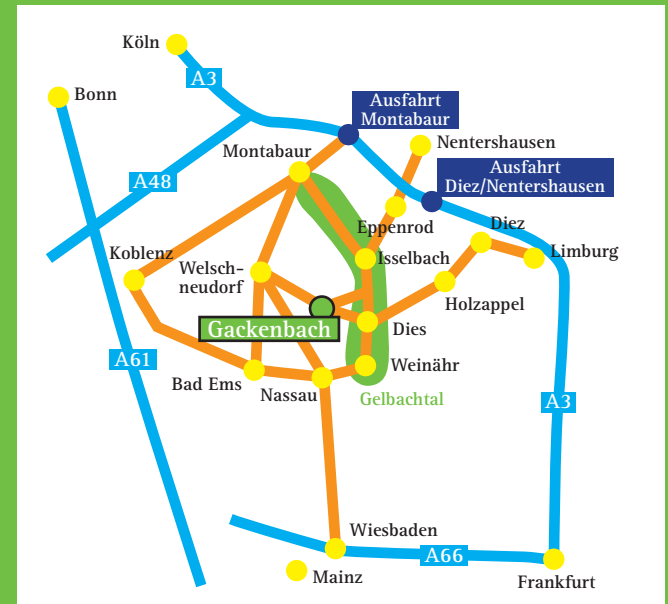 Köln
A3
Bonn
Ausfahrt
Montabaur
Nentershausen
Montabaur
Ausfahrt
Diez/Nentershausen
A48
Eppenrod
Diez
Koblenz
Isselbach
Limburg
Welsch-
neudorf
Holzappel
Gackenbach
Dies
A61
Weinähr
Bad Ems
Nassau
Gelbachtal
A3
Wiesbaden
A66
Mainz
Frankfurt